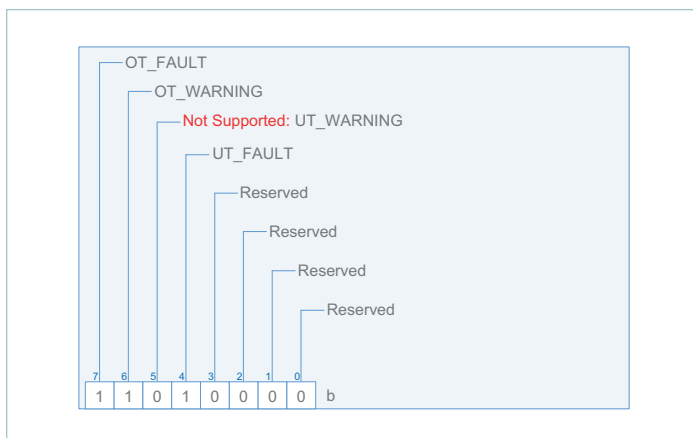 OT_FAULT
OT_WARNING
Not Supported: UT_WARNING
UT_FAULT
Reserved
Reserved
Reserved
Reserved
7 6 5 4 3 2 1 0
1 1 0 1 0 0 0 0 b